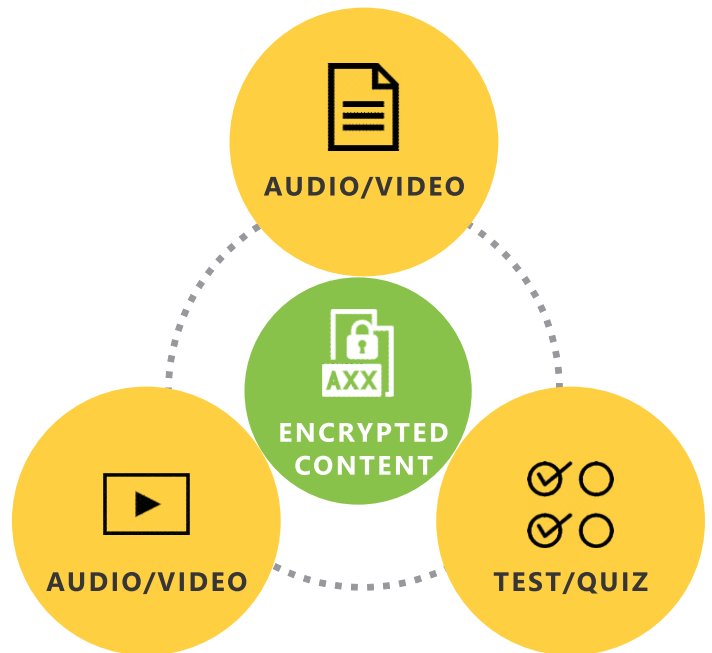 AUDIO/VIDEO
AXX
ENCRYPTED
CONTENT
AUDIO/VIDEO
TEST/QUIZ